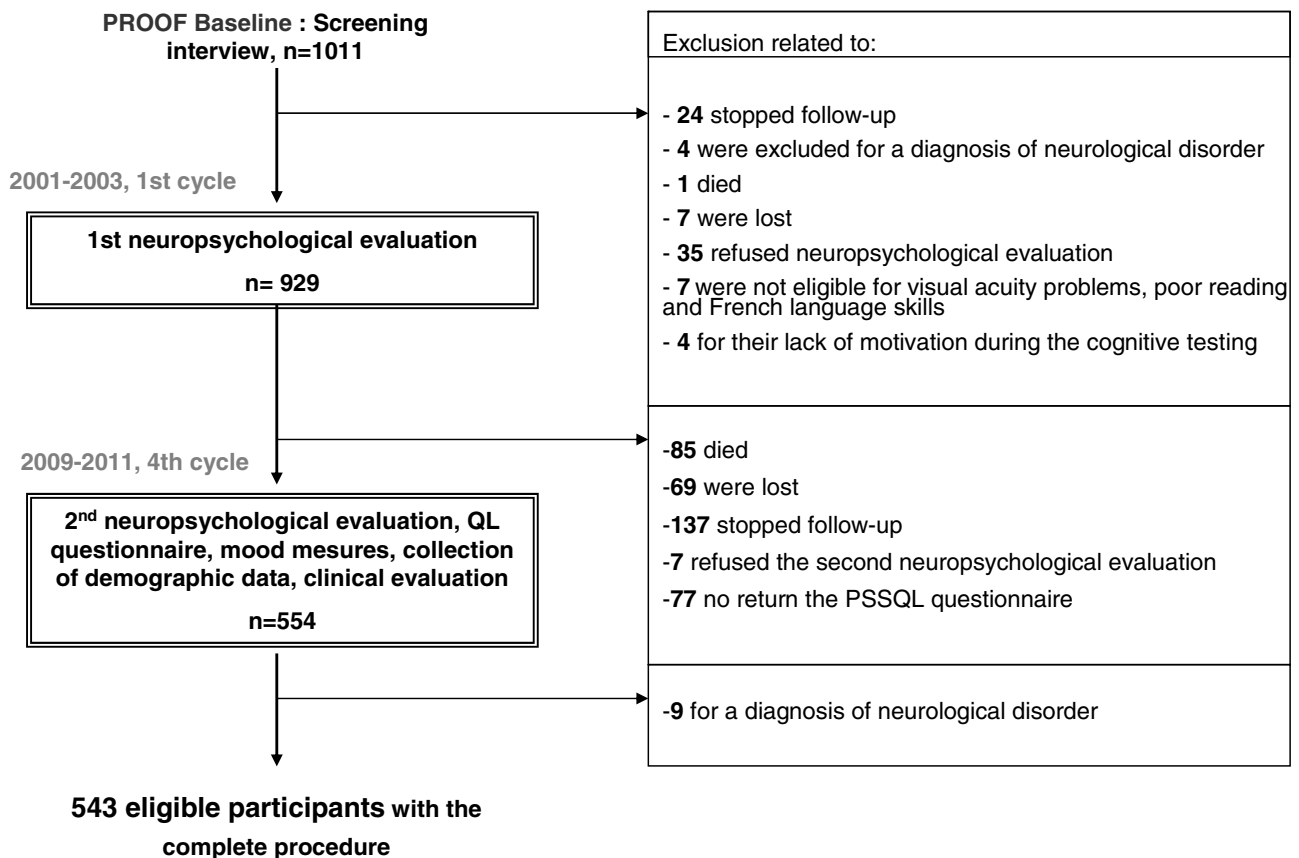 PROOF Baseline : Screening
interview, n=1011
Exclusion related to:
- 24 stopped follow-up
- 4 were excluded for a diagnosis of neurological disorder
- 1 died
- 7 were lost
- 35 refused neuropsychological evaluation
- 7 were not eligible for visual acuity problems, poor reading
and French language skills
- 4 for their lack of motivation during the cognitive testing
2001-2003, 1st cycle
1st neuropsychological evaluation
n= 929
-85 died
-69 were lost
-137 stopped follow-up
-7 refused the second neuropsychological evaluation
-77 no return the PSSQL questionnaire
2009-2011, 4th cycle
2nd neuropsychological evaluation, QL
questionnaire, mood mesures, collection
of demographic data, clinical evaluation
n=554
-9 for a diagnosis of neurological disorder
543 eligible participants with the
complete procedure